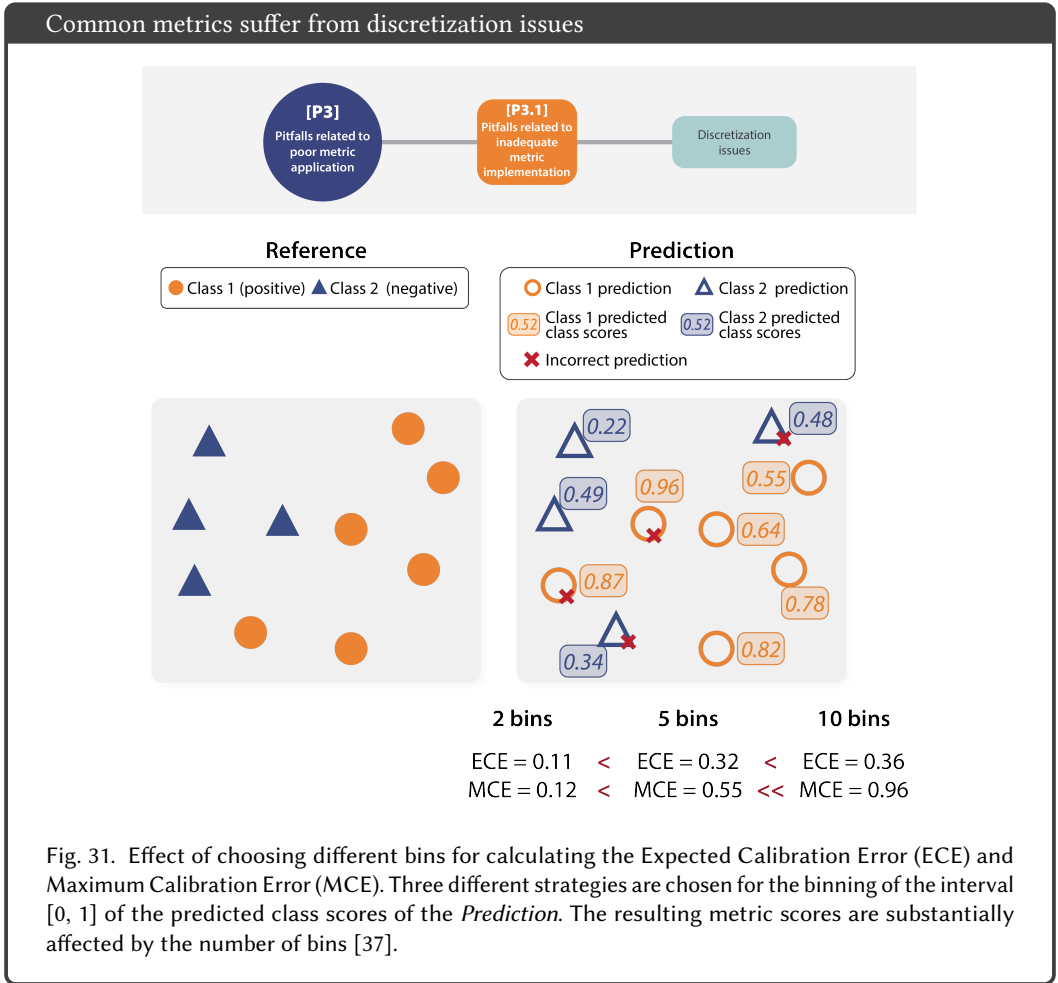 Common metrics suffer from discretization issues
[P3]
Pitfalls related to
poor metric
application
[P3.1]
Pitfalls related to
inadequate
metric
implementation
Discretization
issues
Reference
Class 1 (positive) Class 2 (negative)
Prediction
Class 1 prediction Class 2 prediction
0.52 Class 1 predicted
class scores
0.52 Class 2 predicted
class scores
Incorrect prediction
0.22
0.48
0.49
0.96
0.55
0.64
0.87
0.78
0.34
0.82
2 bins 5 bins 10 bins
ECE = 0.11 < ECE = 0.32 < ECE = 0.36
MCE = 0.12 < MCE = 0.55 << MCE = 0.96
Fig. 31. Effect of choosing different bins for calculating the Expected Calibration Error (ECE) and
Maximum Calibration Error (MCE). Three different strategies are chosen for the binning of the interval
[0, 1] of the predicted class scores of the Prediction. The resulting metric scores are substantially
affected by the number of bins [37].